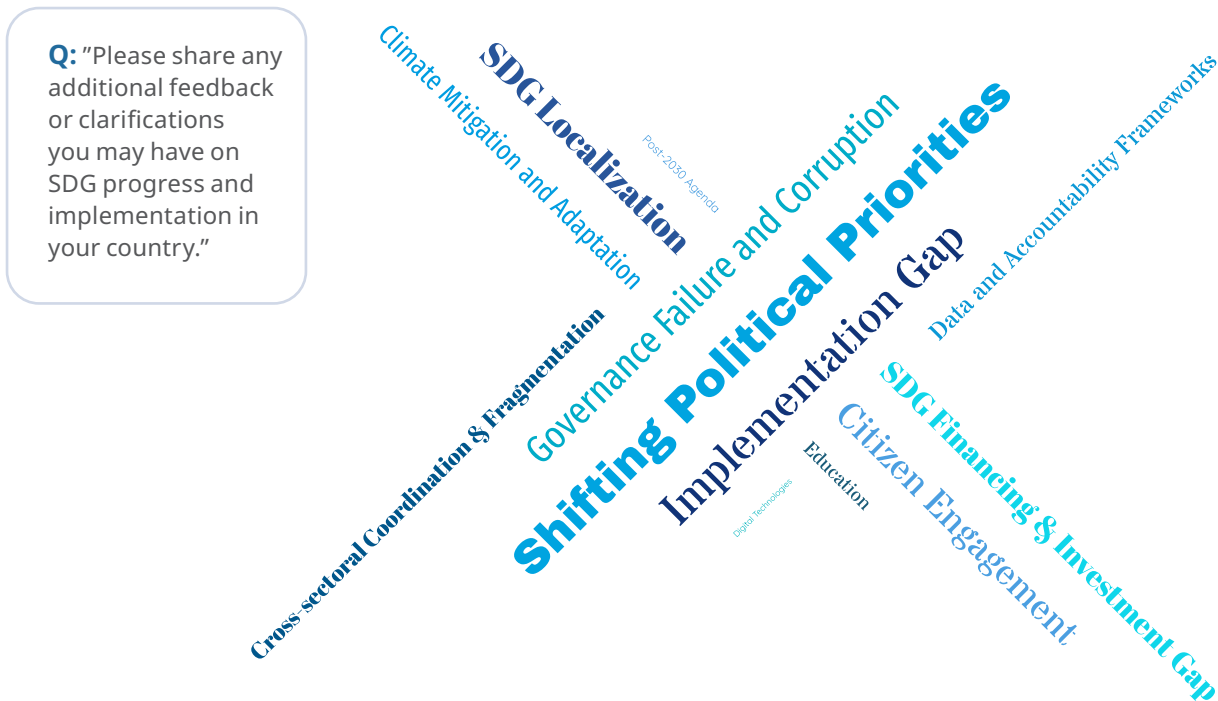 Q: ”Please share any
additional feedback
or clarifications
you may have on
SDG progress and
implementation in
your country.”
Climate Mitigation and Adaptation
SDG Localization
Post-2030 Agenda
Governance Failure and Corruption
Shifting Political Priorities
Implementation Gap
Data and Accountability Frameworks
Cross-sectoral Coordination & Fragmentation
SDG Financing & Investment Gap
Citizen Engagement
Education
Digital Technologies